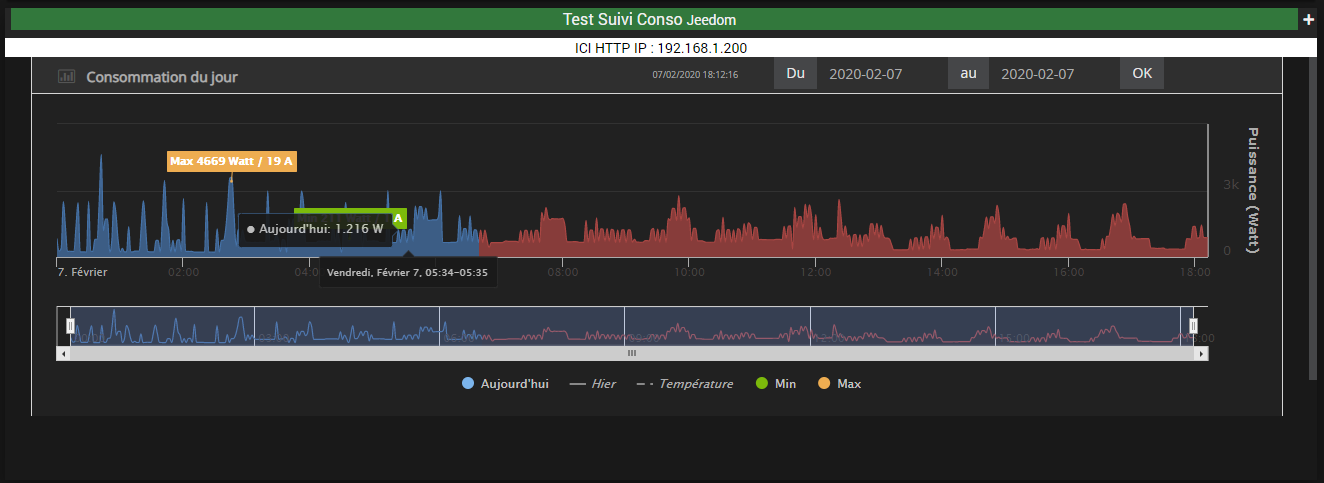 Test Suivi Conso Jeedom +
ICI HTTP IP : 192.168.1.200
Consommation du jour 07/02/2020 18:12:16 Du 2020-02-07 au 2020-02-07 OK
Max 4669 Watt / 19 A
A
Aujourd'hui: 1.216 W
Puissance (Watt)
3k
0
7. Février 02:00 04:00 08:00 10:00 12:00 14:00 16:00 18:00
Vendredi, Février 7, 05:34-05:35
Aujourd'hui Hier Température Min Max